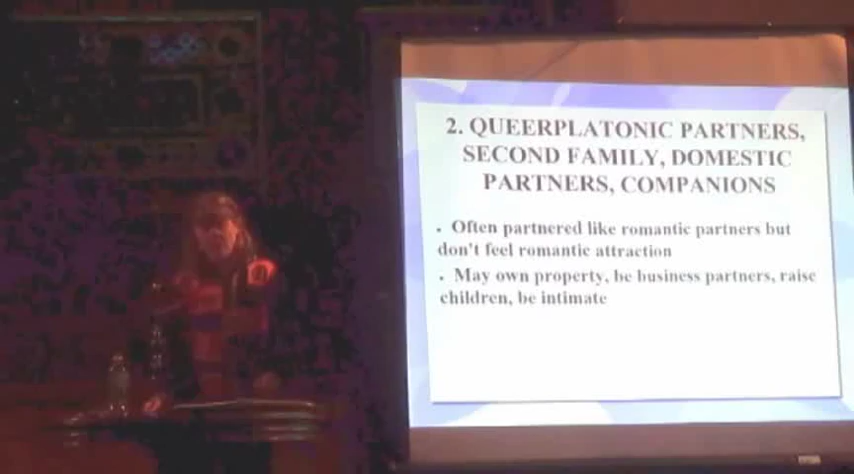 2. QUEERPLATONIC PARTNERS,
SECOND FAMILY, DOMESTIC
PARTNERS, COMPANIONS
. Often partnered like romantic partners but
don't feel romantic attraction
. May own property, be business partners, raise
children, be intimate